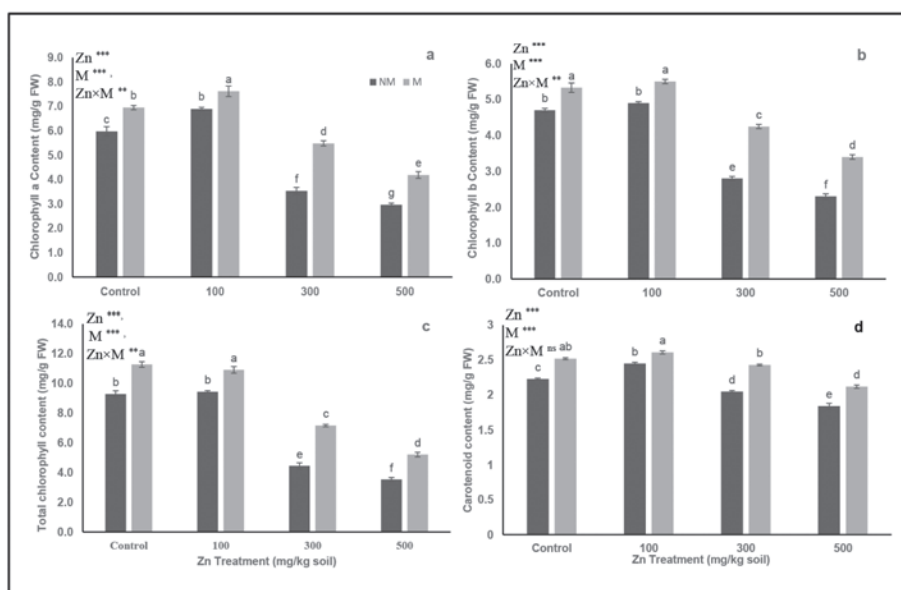 Zn ***
M ***
Zn×M **
a
NM M
Chlorophyll a Content (mg/g FW)
9.0
8.0
7.0
6.0
5.0
4.0
3.0
2.0
1.0
0.0
c a b a f d g e
Control 100 300 500
Zn ***
M ***
Zn×M **
b
Chlorophyll b Content (mg/g FW)
6.0
5.0
4.0
3.0
2.0
1.0
0.0
b a b a e c f d
Control 100 300 500
Zn ***
M ***
Zn×M **
c
Total chlorophyll content (mg/g FW)
14.0
12.0
10.0
8.0
6.0
4.0
2.0
0.0
b a b a e c f d
Control 100 300 500
Zn Treatment (mg/kg soil)
Zn ***
M ***
Zn×M ns
d
Carotenoid content (mg/g FW)
3
2.5
2
1.5
1
0.5
0
c ab b a d b e d
Control 100 300 500
Zn Treatment (mg/kg soil)